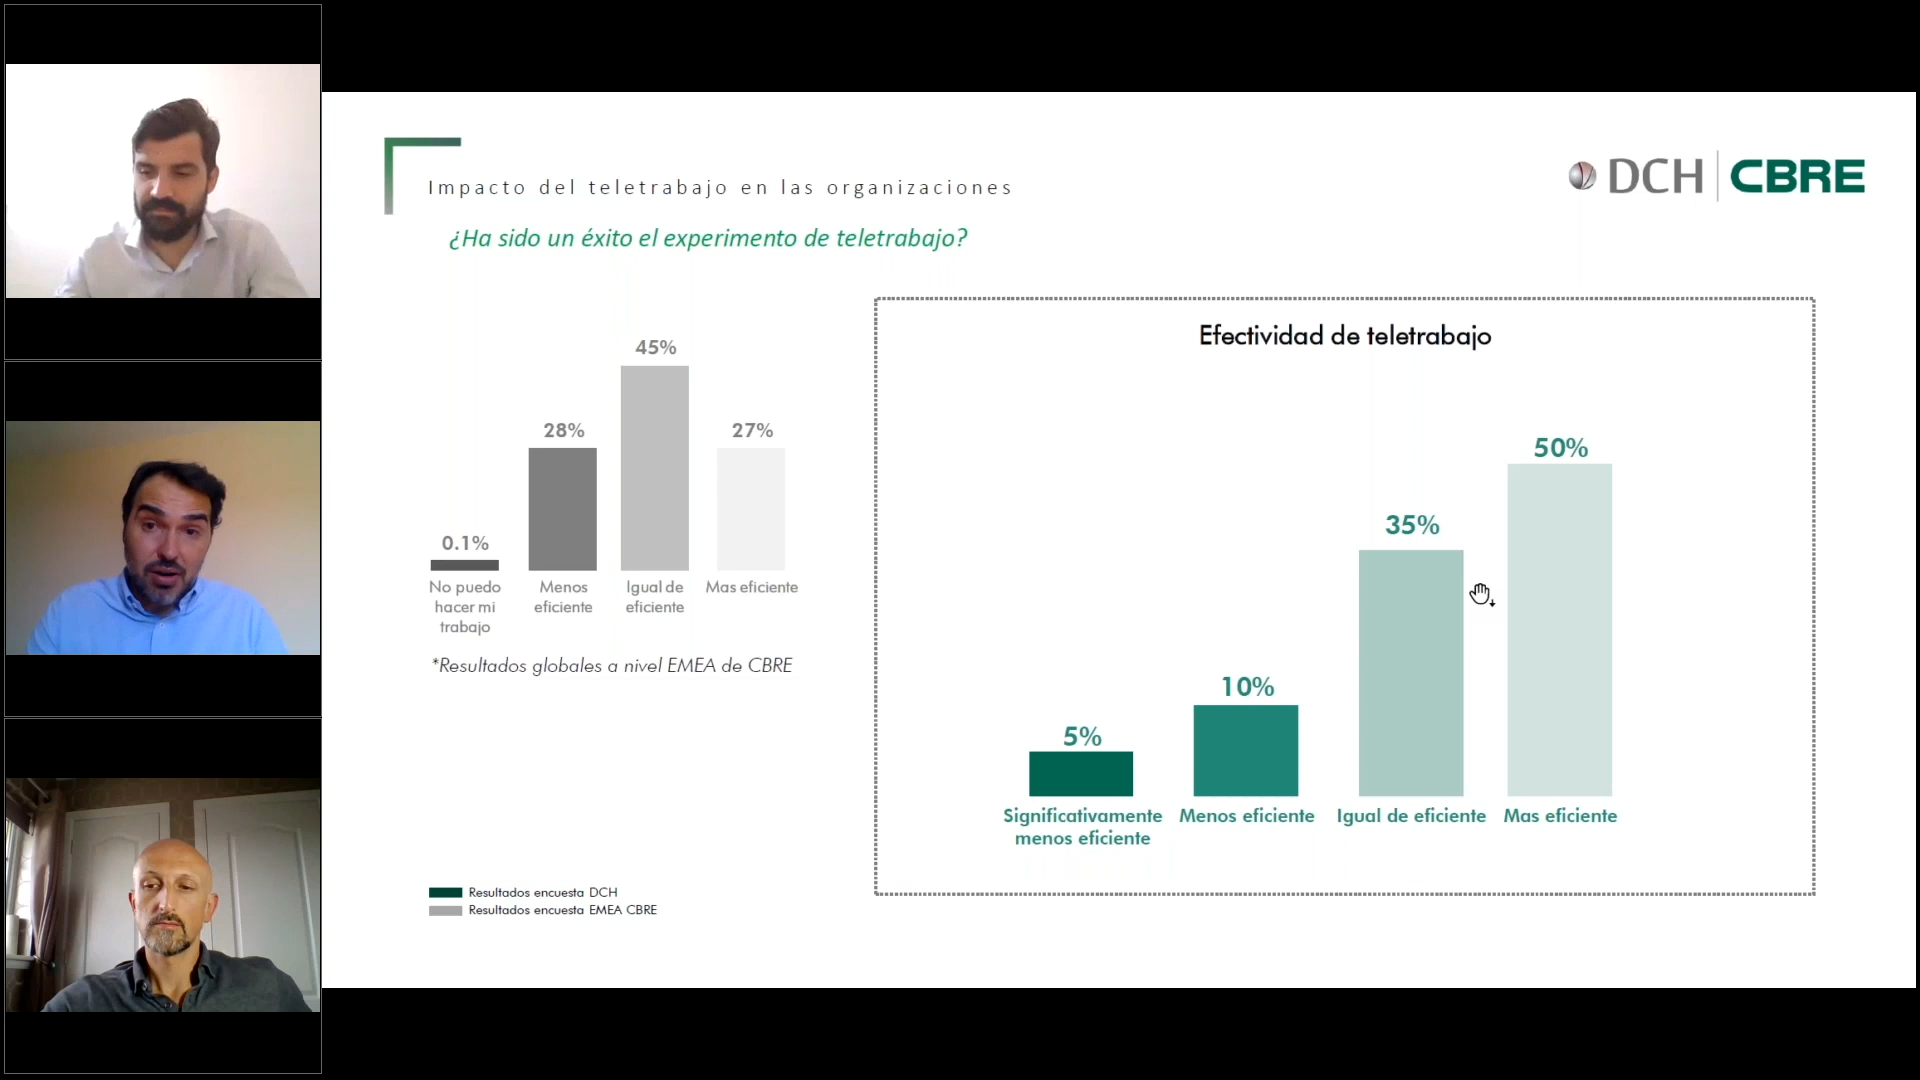 Impacto del teletrabajo en las organizaciones
DCH | CBRE
¿Ha sido un éxito el experimento de teletrabajo?
45%
28%
27%
0.1%
No puedo
hacer mi
trabajo
Menos
eficiente
Igual de
eficiente
Mas eficiente
*Resultados globales a nivel EMEA de CBRE
Resultados encuesta DCH
Resultados encuesta EMEA CBRE
Efectividad de teletrabajo
50%
35%
10%
5%
Significativamente
menos eficiente
Menos eficiente
Igual de eficiente
Mas eficiente